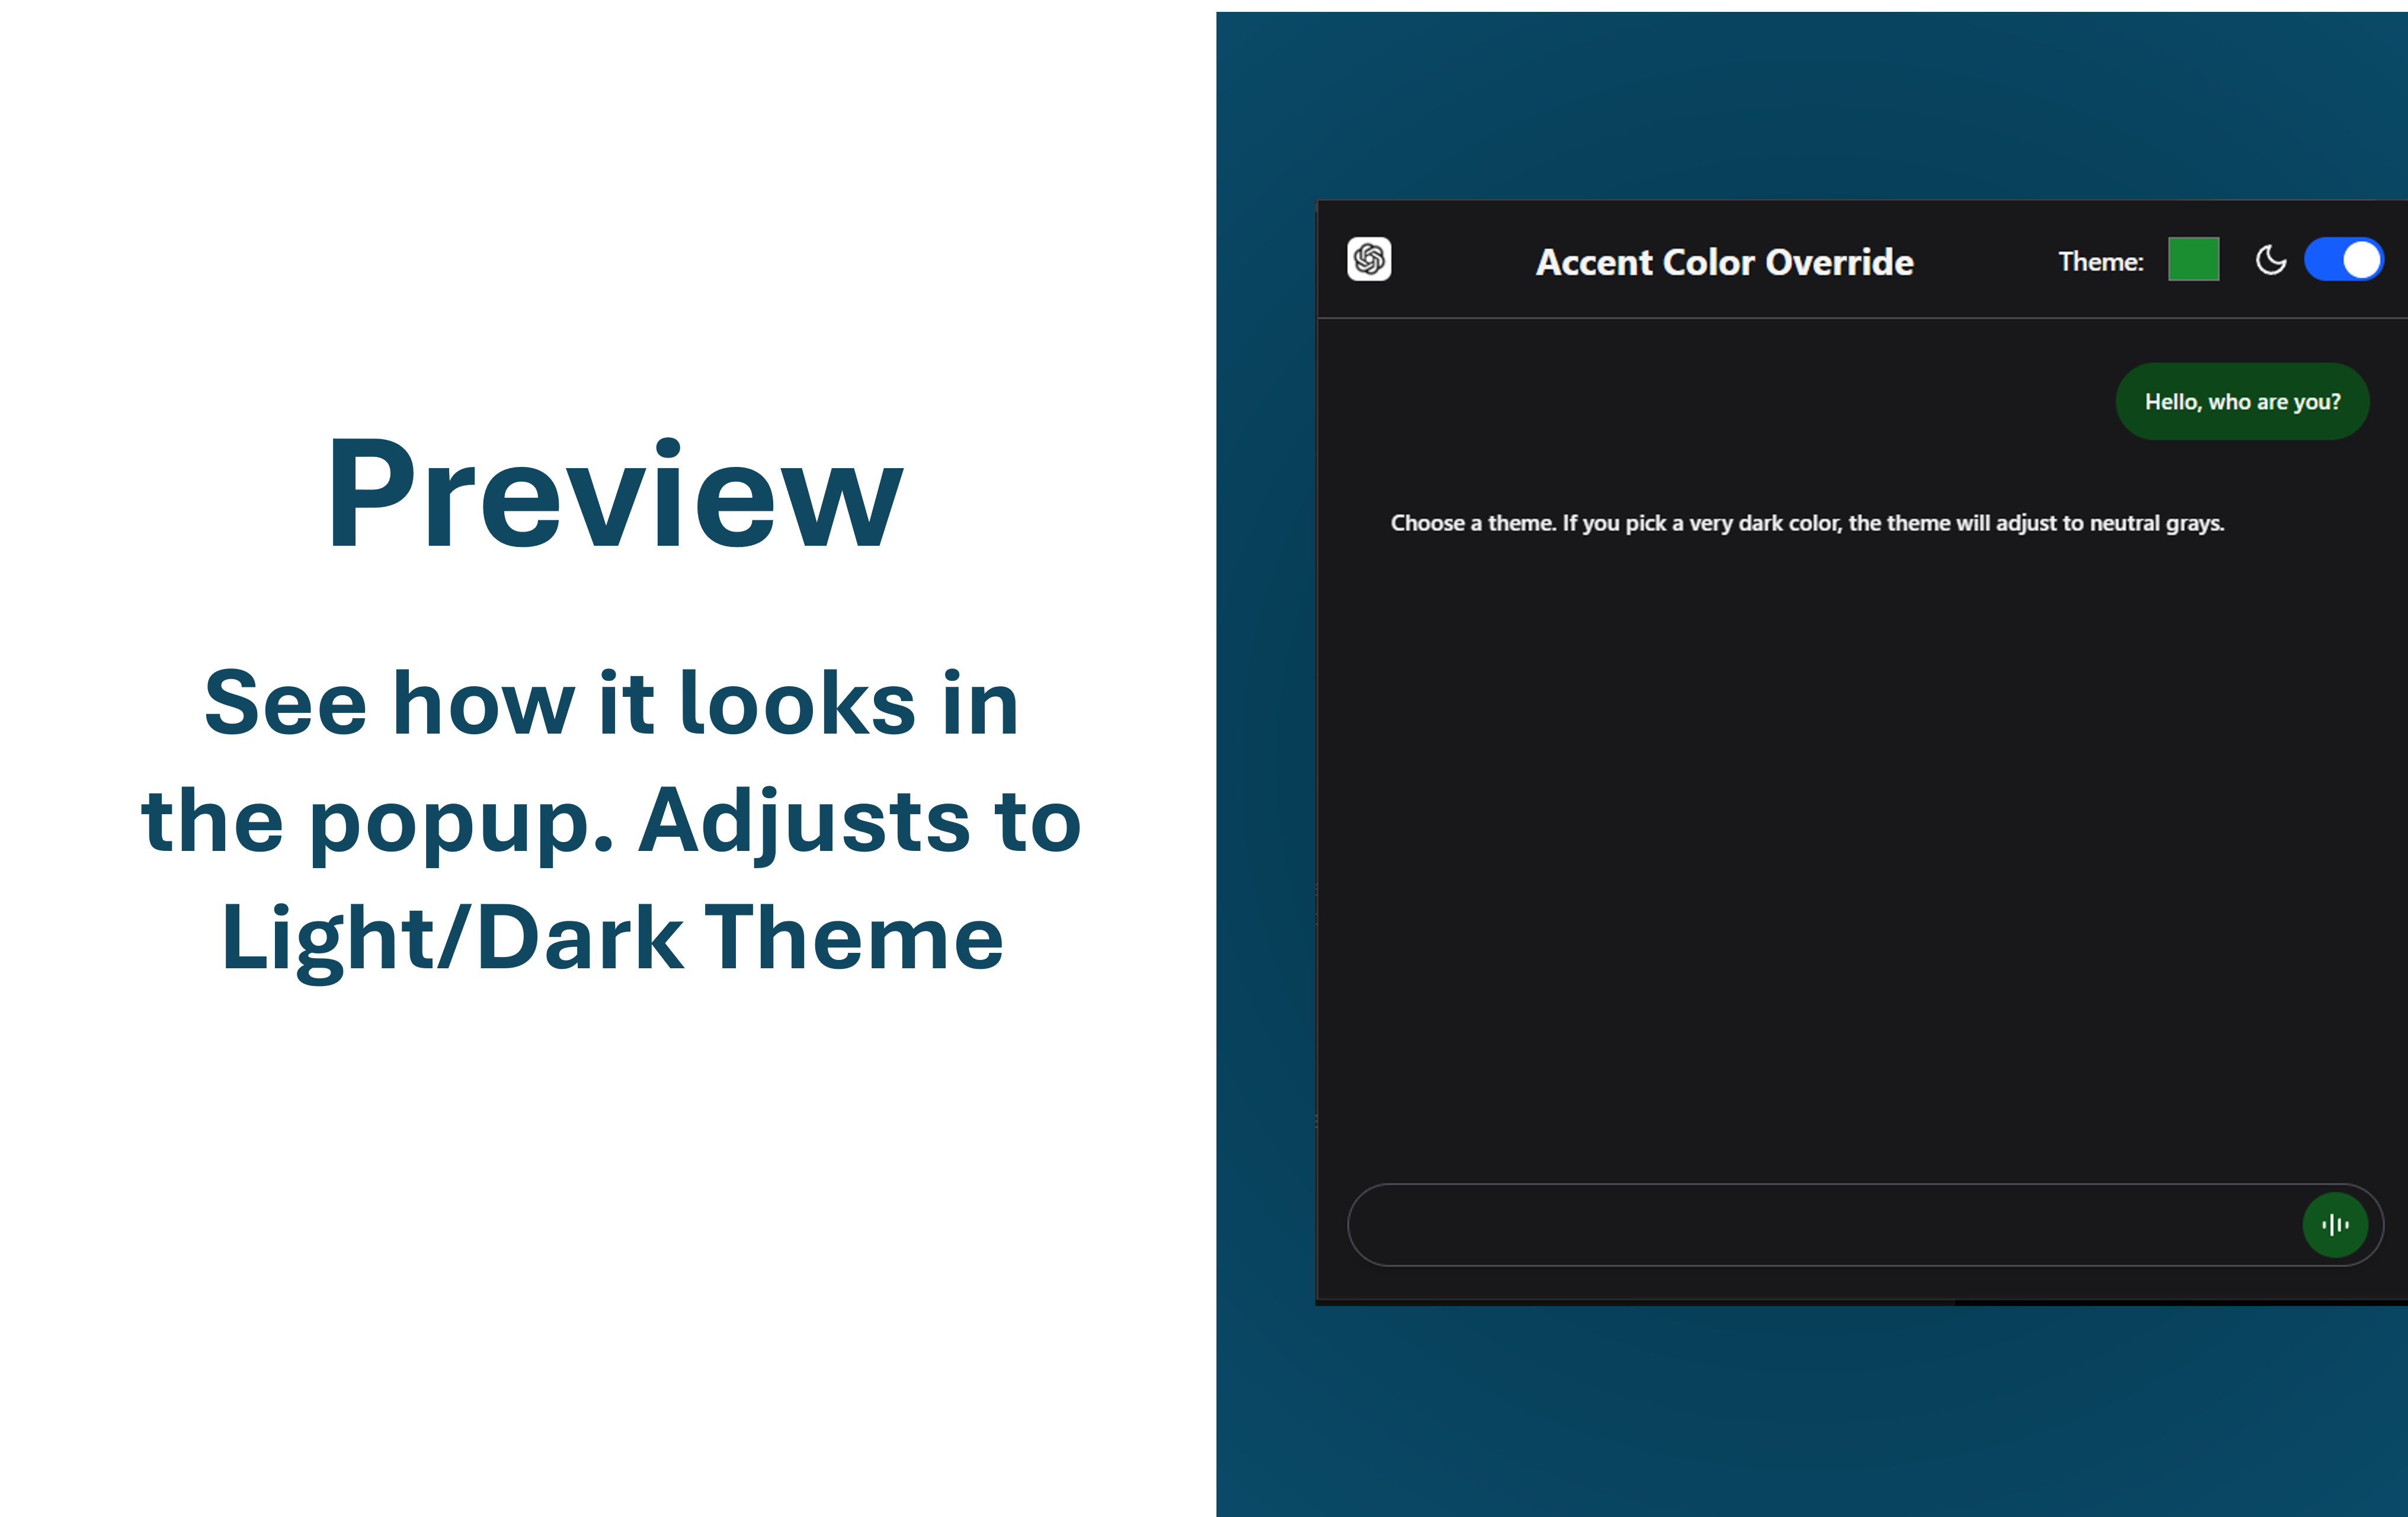 Preview
See how it looks in
the popup. Adjusts to
Light/Dark Theme
Accent Color Override
Theme:
Hello, who are you?
Choose a theme. If you pick a very dark color, the theme will adjust to neutral grays.